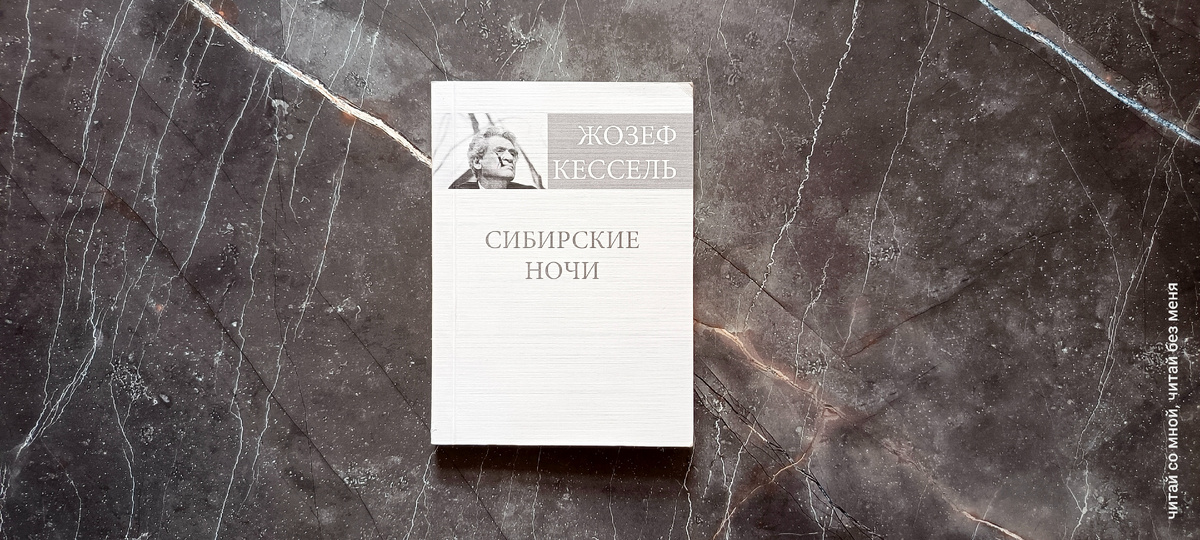 ЖОЗЕФ
КЕССЕЛЬ
СИБИРСКИЕ
НОЧИ
читай со мной, читай без меня